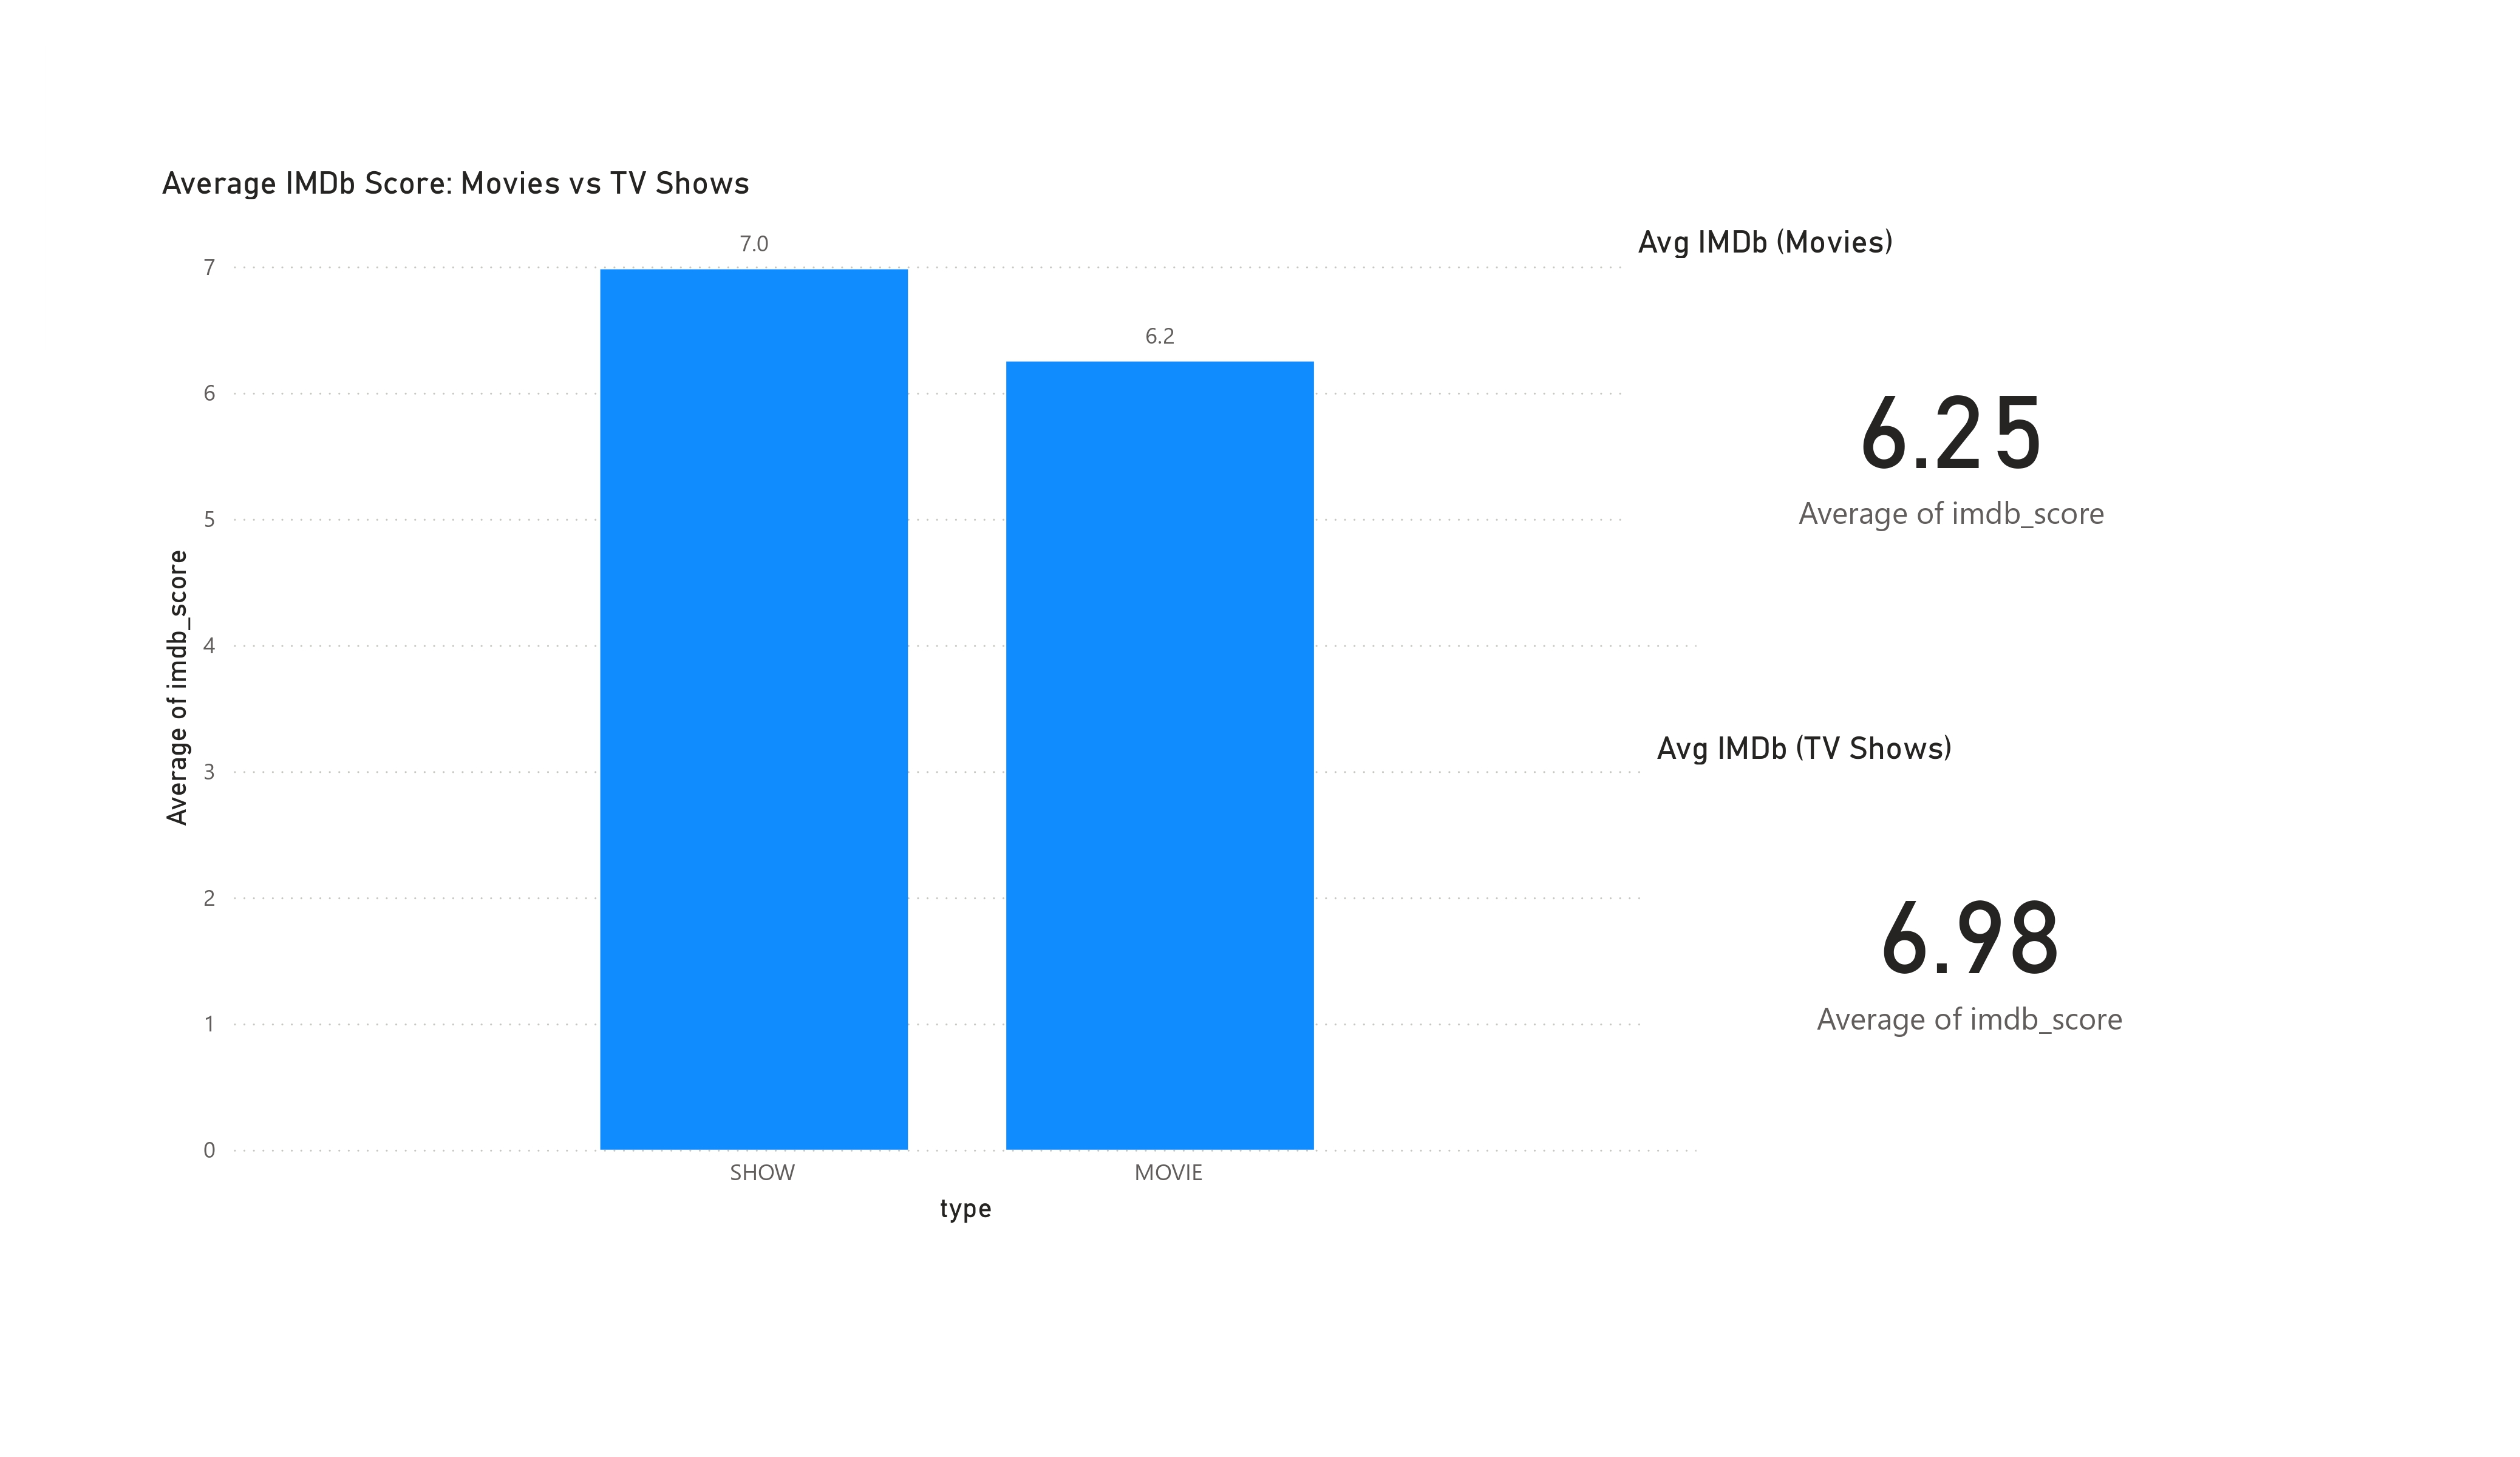 Average IMDb Score: Movies vs TV Shows
7.0
6.2
7
6
5
4
3
2
1
0
Average of imdb_score
SHOW
MOVIE
type
Avg IMDb (Movies)
6.25
Average of imdb_score
Avg IMDb (TV Shows)
6.98
Average of imdb_score